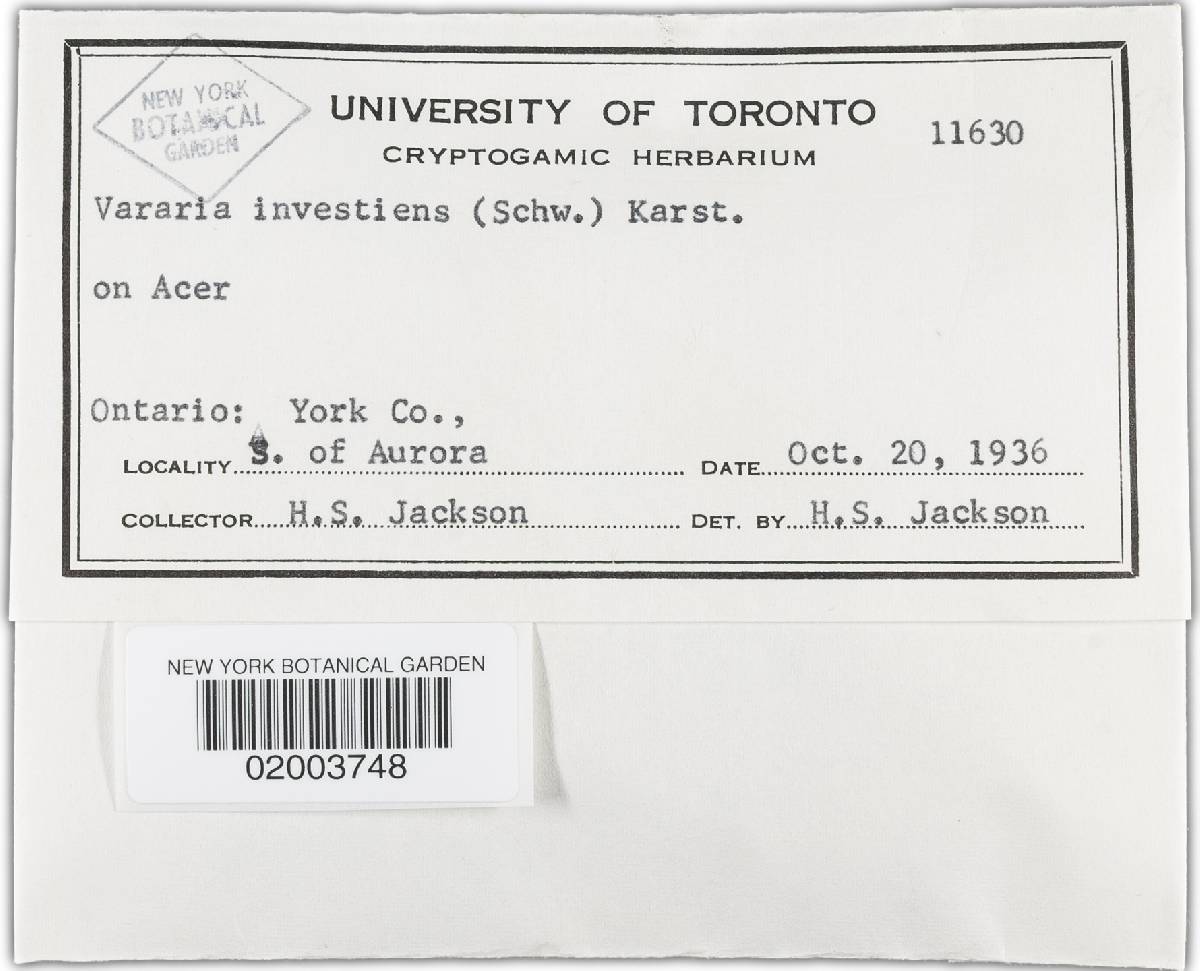 NEW YORK
BOTANICAL
GARDEN
UNIVERSITY OF TORONTO
CRYPTOGAMIC HERBARIUM
11630
Vararia investiens (Schw.) Karst.
on Acer
Ontario: York Co.,
LOCALITY S. of Aurora DATE Oct. 20, 1936
COLLECTOR H.S. Jackson DET. BY H.S. Jackson
NEW YORK BOTANICAL GARDEN
02003748